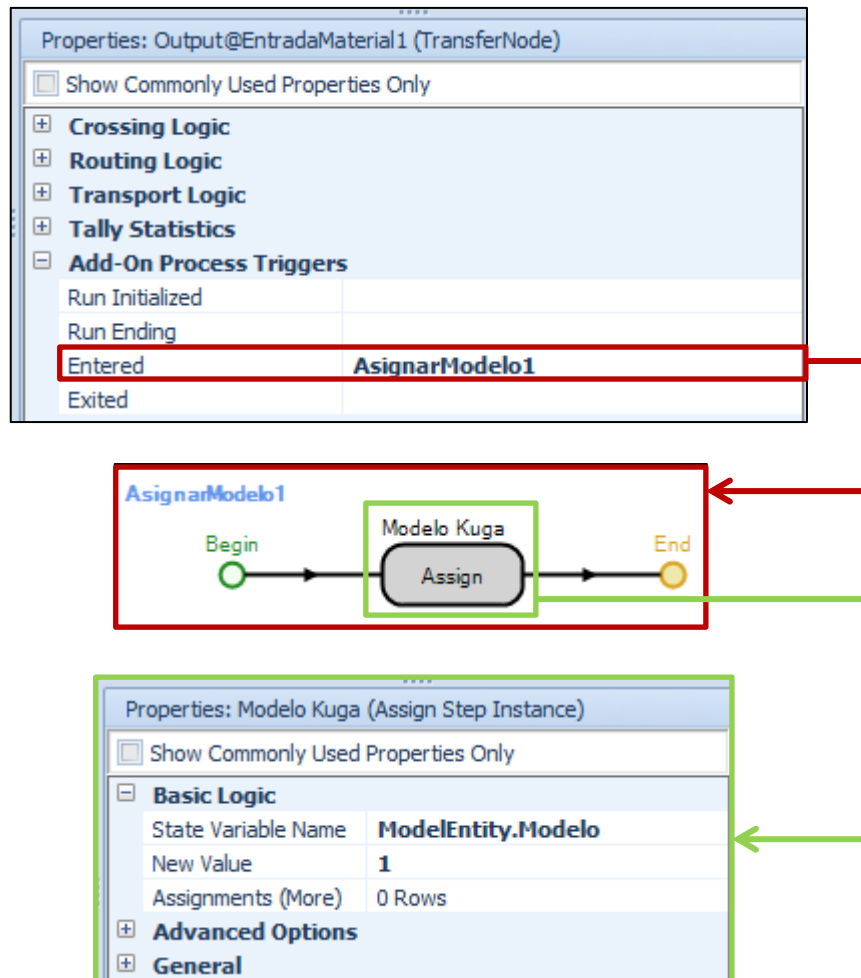 Properties: Output@EntradaMaterial1 (TransferNode)
Show Commonly Used Properties Only
Crossing Logic
Routing Logic
Transport Logic
Tally Statistics
Add-On Process Triggers
Run Initialized
Run Ending
Entered AsignarModelo1
Exited
AsignarModelo1
Modelo Kuga
Begin
End
Assign
Properties: Modelo Kuga (Assign Step Instance)
Show Commonly Used Properties Only
Basic Logic
State Variable Name ModelEntity.Modelo
New Value 1
Assignments (More) 0 Rows
Advanced Options
General